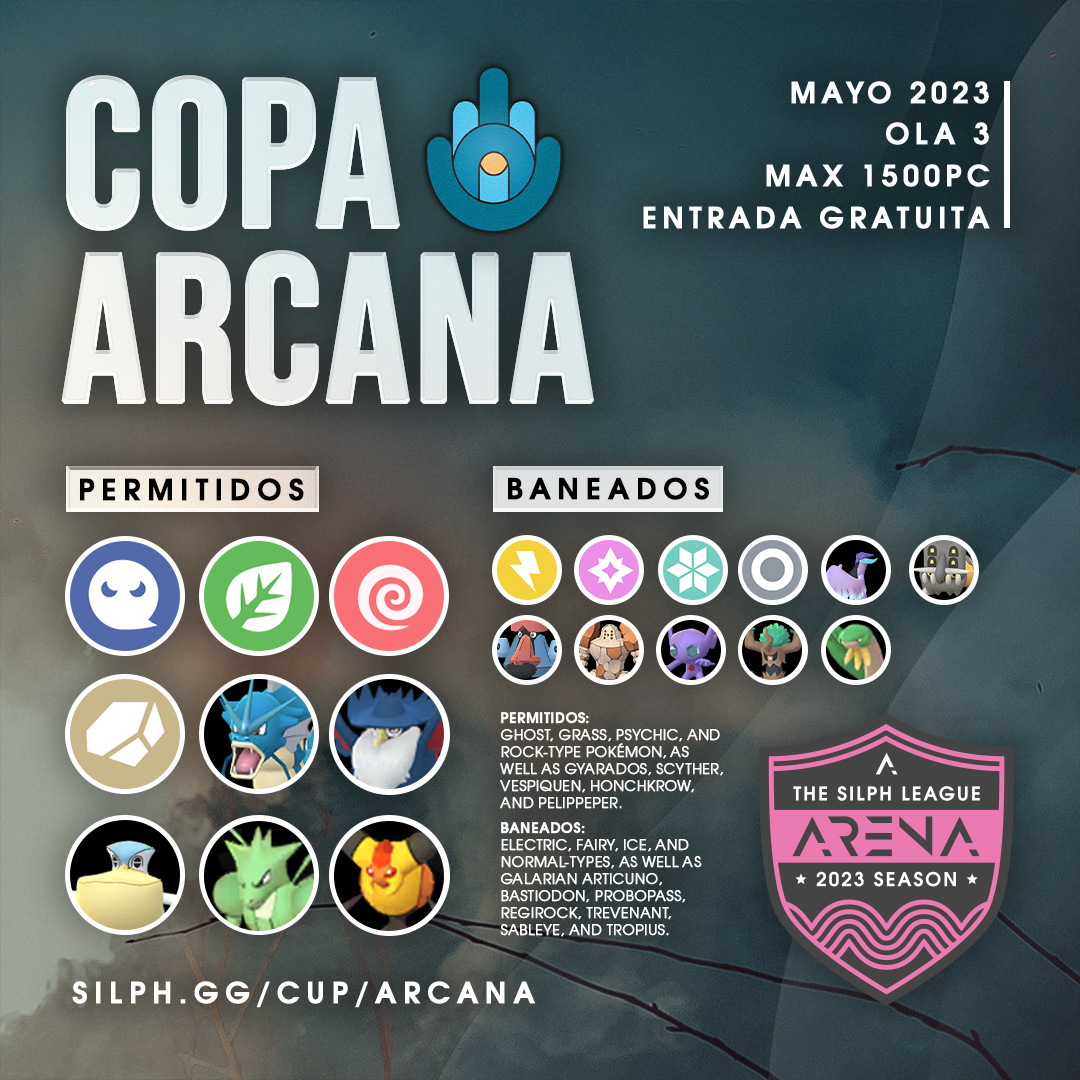 COPA
ARCANA
MAYO 2023
OLA 3
MAX 1500PC
ENTRADA GRATUITA
PERMITIDOS
BANEADOS
PERMITIDOS:
GHOST, GRASS, PSYCHIC, AND
ROCK-TYPE POKÉMON, AS
WELL AS GYARADOS, SCYTHER,
VESPIQUEN, HONCHKROW,
AND PELIPPEPER.
BANEADOS:
ELECTRIC, FAIRY, ICE, AND
NORMAL-TYPES, AS WELL AS
GALARIAN ARTICUNO,
BASTIODON, PROBOPASS,
REGIROCK, TREVENANT,
SABLEYE, AND TROPIUS.
THE SILPH LEAGUE
ARENA
2023 SEASON
SILPH.GG/CUP/ARCANA